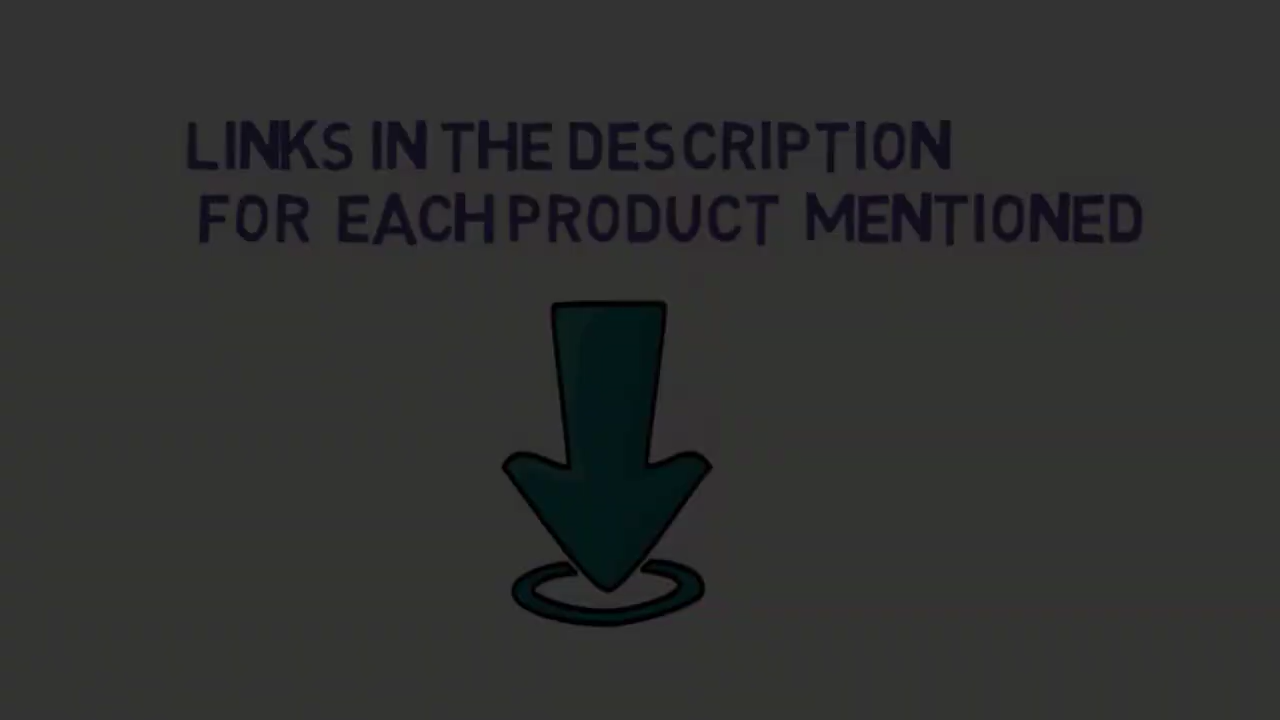 LINKS IN THE DESCRIPTION
FOR EACH PRODUCT MENTIONED